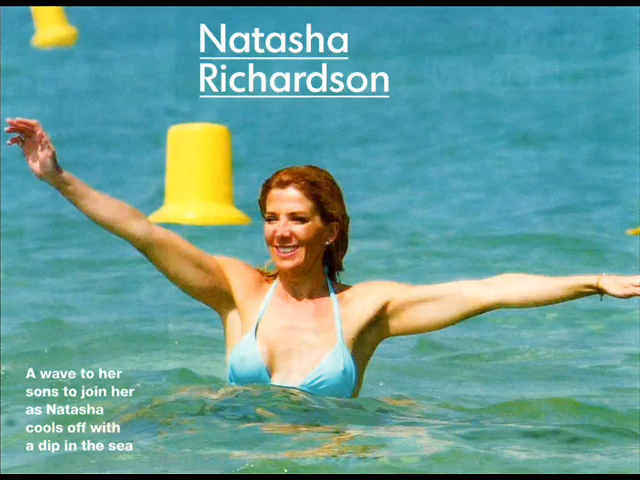 Natasha
Richardson
A wave to her
sons to join her
as Natasha
cools off with
a dip in the sea